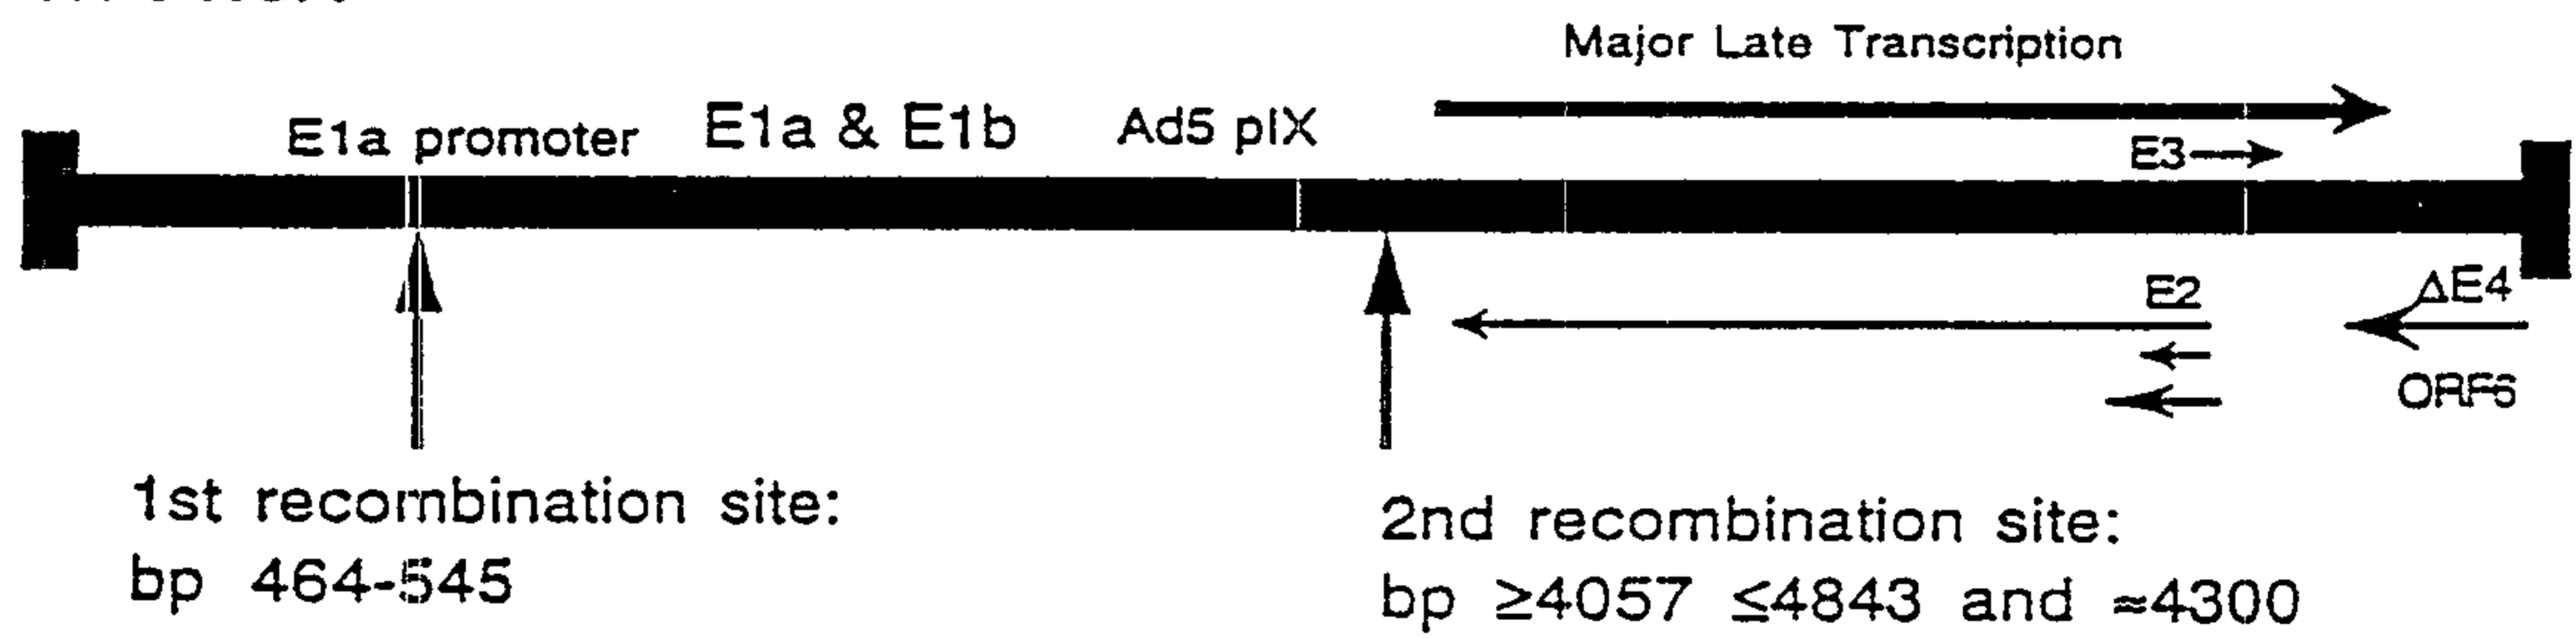 Major Late Transcription
E1a promoter E1a & E1b Ad5 pIX
E3
E2
ΔE4
ORF6
1st recombination site:
bp 464-545
2nd recombination site:
bp ≥4057 ≤4843 and ≈4300